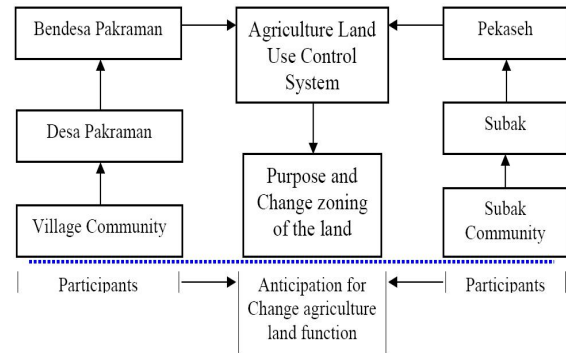 Bendesa Pakraman
Agriculture Land
Use Control
System
Pekaseh
Desa Pakraman
Subak
Purpose and
Change zoning
of the land
Village Community
Subak
Community
Participants
Anticipation for
Change agriculture
land function
Participants